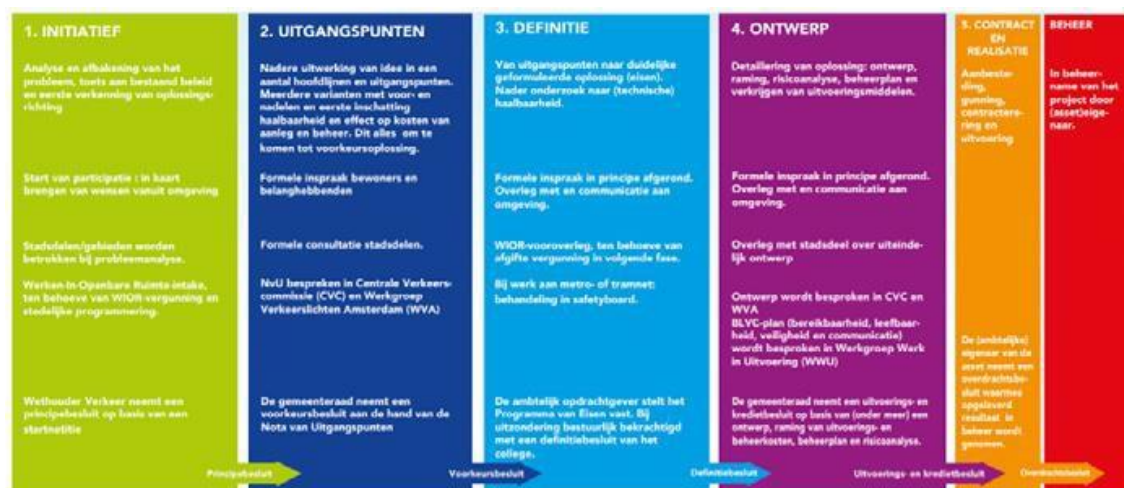 1. INITIATIEF
Analyse en afbakening van het
probleem, toets aan bestaand beleid
en eerste verkenning van oplossings-
richting
Start van participatie : in kaart
brengen van wensen vanuit omgeving
Stadsdelen/gebieden worden
betrokken bij probleemanalyse.
Werken-In-Openbare Ruimte-intake,
ten behoeve van WIOR-vergunning en
stedelijke programmering.
Wethouder Verkeer neemt een
principebesluit op basis van een
startnotitie
Principebesluit
2. UITGANGSPUNTEN
Nadere uitwerking van idee in een
aantal hoofdlijnen en uitgangspunten.
Meerdere varianten met voor- en
nadelen en eerste inschatting
haalbaarheid en effect op kosten van
aanleg en beheer. Dit alles om te
komen tot voorkeursoplossing.
Formele inspraak bewoners en
belanghebbenden
Formele consultatie stadsdelen.
NvU bespreken in Centrale Verkeers-
commissie (CVC) en Werkgroep
Verkeerslichten Amsterdam (WVA)
De gemeenteraad neemt een
voorkeursbesluit aan de hand van de
Nota van Uitgangspunten
Voorkeursbesluit
3. DEFINITIE
Van uitgangspunten naar duidelijke
geformuleerde oplossing (eisen).
Nader onderzoek naar (technische)
haalbaarheid.
Formele inspraak in principe afgerond.
Overleg met en communicatie aan
omgeving.
WIOR-vooroverleg, ten behoeve van
afgifte vergunning in volgende fase.
Bij werk aan metro- of tramnet:
behandeling in safetyboard.
De ambtelijk opdrachtgever stelt het
Programma van Eisen vast. Bij
uitzondering bestuurlijk bekrachtigd
met een definitiebesluit van het
college.
Definitiebesluit
4. ONTWERP
Detaillering van oplossing: ontwerp,
raming, risicoanalyse, beheerplan en
verkrijgen van uitvoeringsmiddelen.
Formele inspraak in principe afgerond.
Overleg met en communicatie aan
omgeving.
Overleg met stadsdeel over uiteinde-
lijk ontwerp
Ontwerp wordt besproken in CVC en
WVA
BLVC-plan (bereikbaarheid, leefbaar-
heid, veiligheid en communicatie)
wordt besproken in Werkgroep Werk
in Uitvoering (WWU)
De gemeenteraad neemt een uitvoerings- en
kredietbesluit op basis van (onder meer) een
ontwerp, raming van uitvoerings- en
beheerkosten, beheerplan en risicoanalyse.
Uitvoerings- en kredietbesluit
5. CONTRACT
EN
REALISATIE
Aanbeste-
ding,
gunning,
contracte-
ring en
uitvoering
De (ambtelijke)
eigenaar van de
asset neemt een
overdrachtsbe-
sluit waarmee
opgeleverd
resultaat in
beheer wordt
genomen.
Overdrachtsbesluit
BEHEER
In beheer-
name van het
project door
(asset)eige-
naar.